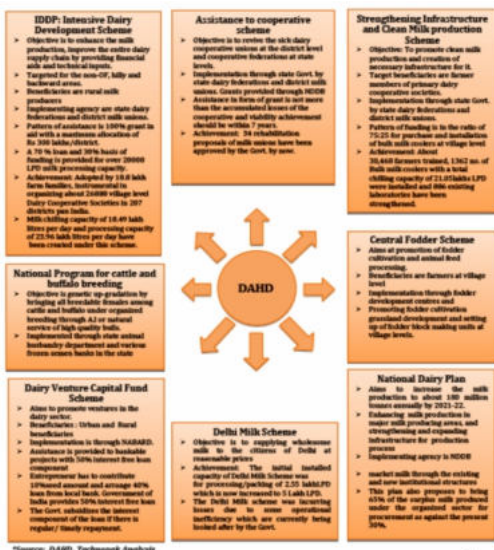 IDDP: Intensive Dairy
Development Scheme
➤ Objective is to enhance the milk
production, improve the entire dairy
supply chain by providing financial
aids and technical inputs.
➤ Targeted for the non-OF, hilly and
backward areas.
➤ Beneficiaries are rural milk
producers
➤ Implementing agency are state dairy
federations and district milk unions.
➤ Pattern of assistance is 100% grant in
aid with a maximum allocation of
Rs 300 lakhs/district.
➤ A 70 % loan and 30% basis of
funding is provided for over 20000
LPD milk processing capacity.
➤ Achievement: Adopted by 18.8 lakh
farm families, instrumental in
organizing about 26880 village level
Dairy Cooperative Societies in 207
districts pan India.
➤ Milk chilling capacity of 18.49 lakh
litres per day and processing capacity
of 23.96 lakh litres per day have
been created under this scheme.
Assistance to cooperative
scheme
➤ Objective is to revive the sick dairy
cooperative unions at the district level
and cooperative federations at state
levels.
➤ Implementation through state Govt. by
state dairy federations and district milk
unions. Grants provided through NDDB
➤ Assistance in form of grant is not more
than the accumulated losses of the
cooperative and viability achievement
should be within 7 years.
➤ Achievement: 34 rehabilitation
proposals of milk unions have been
approved by the Govt. by now.
Strengthening Infrastructure
and Clean Milk production
Scheme
➤ Objective: To promote clean milk
production and creation of
necessary infrastructure for it.
➤ Target beneficiaries are farmer
members of primary dairy
cooperative societies.
➤ Implementation through state Govt.
by state dairy federations and
district milk unions.
➤ Pattern of funding is in the ratio of
75:25 for purchase and installation
of bulk milk coolers at village level
➤ Achievement: About
30,460 farmers trained, 1362 no. of
Bulk milk coolers with a total
chilling capacity of 21.05lakhs LPD
were installed and 886 existing
laboratories have been
strengthened.
DAHD
National Program for cattle and
buffalo breeding
➤ Objective is genetic up-gradation by
bringing all breedable females among
cattle and buffalo under organized
breeding through AI or natural
service of high quality bulls.
➤ Implemented through state animal
husbandry department and various
frozen semen banks in the state
Central Fodder Scheme
➤ Aims at promotion of fodder
cultivation and animal feed
processing.
➤ Beneficiaries are farmers at village
level
➤ Implementation through fodder
development centres and
➤ Promoting fodder cultivation
grassland development and setting
up of fodder block making units at
village levels.
Dairy Venture Capital Fund
Scheme
➤ Aims to promote ventures in the
dairy sector.
➤ Beneficiaries : Urban and Rural
beneficiaries
➤ Implementation is through NABARD.
➤ Assistance is provided to bankable
projects with 50% interest free loan
component
➤ Entrepreneur has to contribute
10%seed amount and arrange 40%
loan from local bank. Government of
India provides 50% interest free loan
➤ The Govt. subsidizes the interest
component of the loan if there is
regular/ timely repayment.
Delhi Milk Scheme
➤ Objective is to supplying wholesome
milk to the citizens of Delhi at
reasonable prices
➤ Achievement: The initial installed
capacity of Delhi Milk Scheme was
for processing/packing of 2.55 lakhLPD
which is now increased to 5 Lakh LPD.
➤ The Delhi Milk scheme was incurring
losses due to some operational
inefficiency which are currently being
looked after by the Govt.
National Dairy Plan
➤ Aims to increase the milk
production to about 180 million
tonnes annually by 2021-22.
➤ Enhancing milk production in
major milk producing areas, and
strengthening and expanding
infrastructure for production
process
➤ Implementing agency is NDDB
market milk through the existing
and new institutional structures
➤ This plan also proposes to bring
65% of the surplus milk produced
under the organized sector for
procurement as against the present
30%.
*Source: DAHD, Technopak Analysis